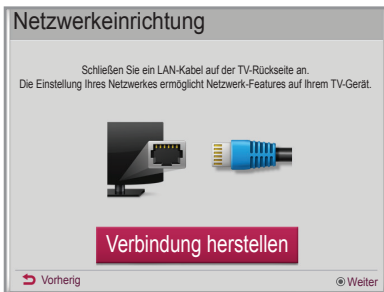 Netzwerkeinrichtung
Schließen Sie ein LAN-Kabel auf der TV-Rückseite an.
Die Einstellung Ihres Netzwerkes ermöglicht Netzwerk-Features auf Ihrem TV-Gerät.
Verbindung herstellen
Vorherig
Weiter